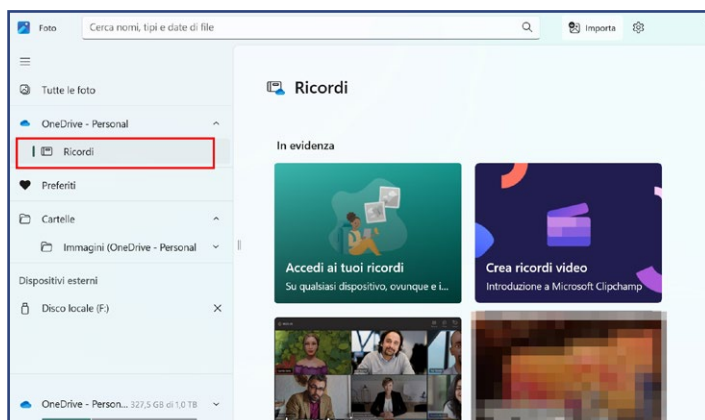 Foto
Cerca nomi, tipi e date di file
Importa
Tutte le foto
OneDrive - Personal
Ricordi
Preferiti
Cartelle
Immagini (OneDrive - Personal
Dispositivi esterni
Disco locale (F:)
OneDrive - Person... 327,5 GB di 1,0 TB
Ricordi
In evidenza
Accedi ai tuoi ricordi
Su qualsiasi dispositivo, ovunque e i...
Crea ricordi video
Introduzione a Microsoft Clipchamp